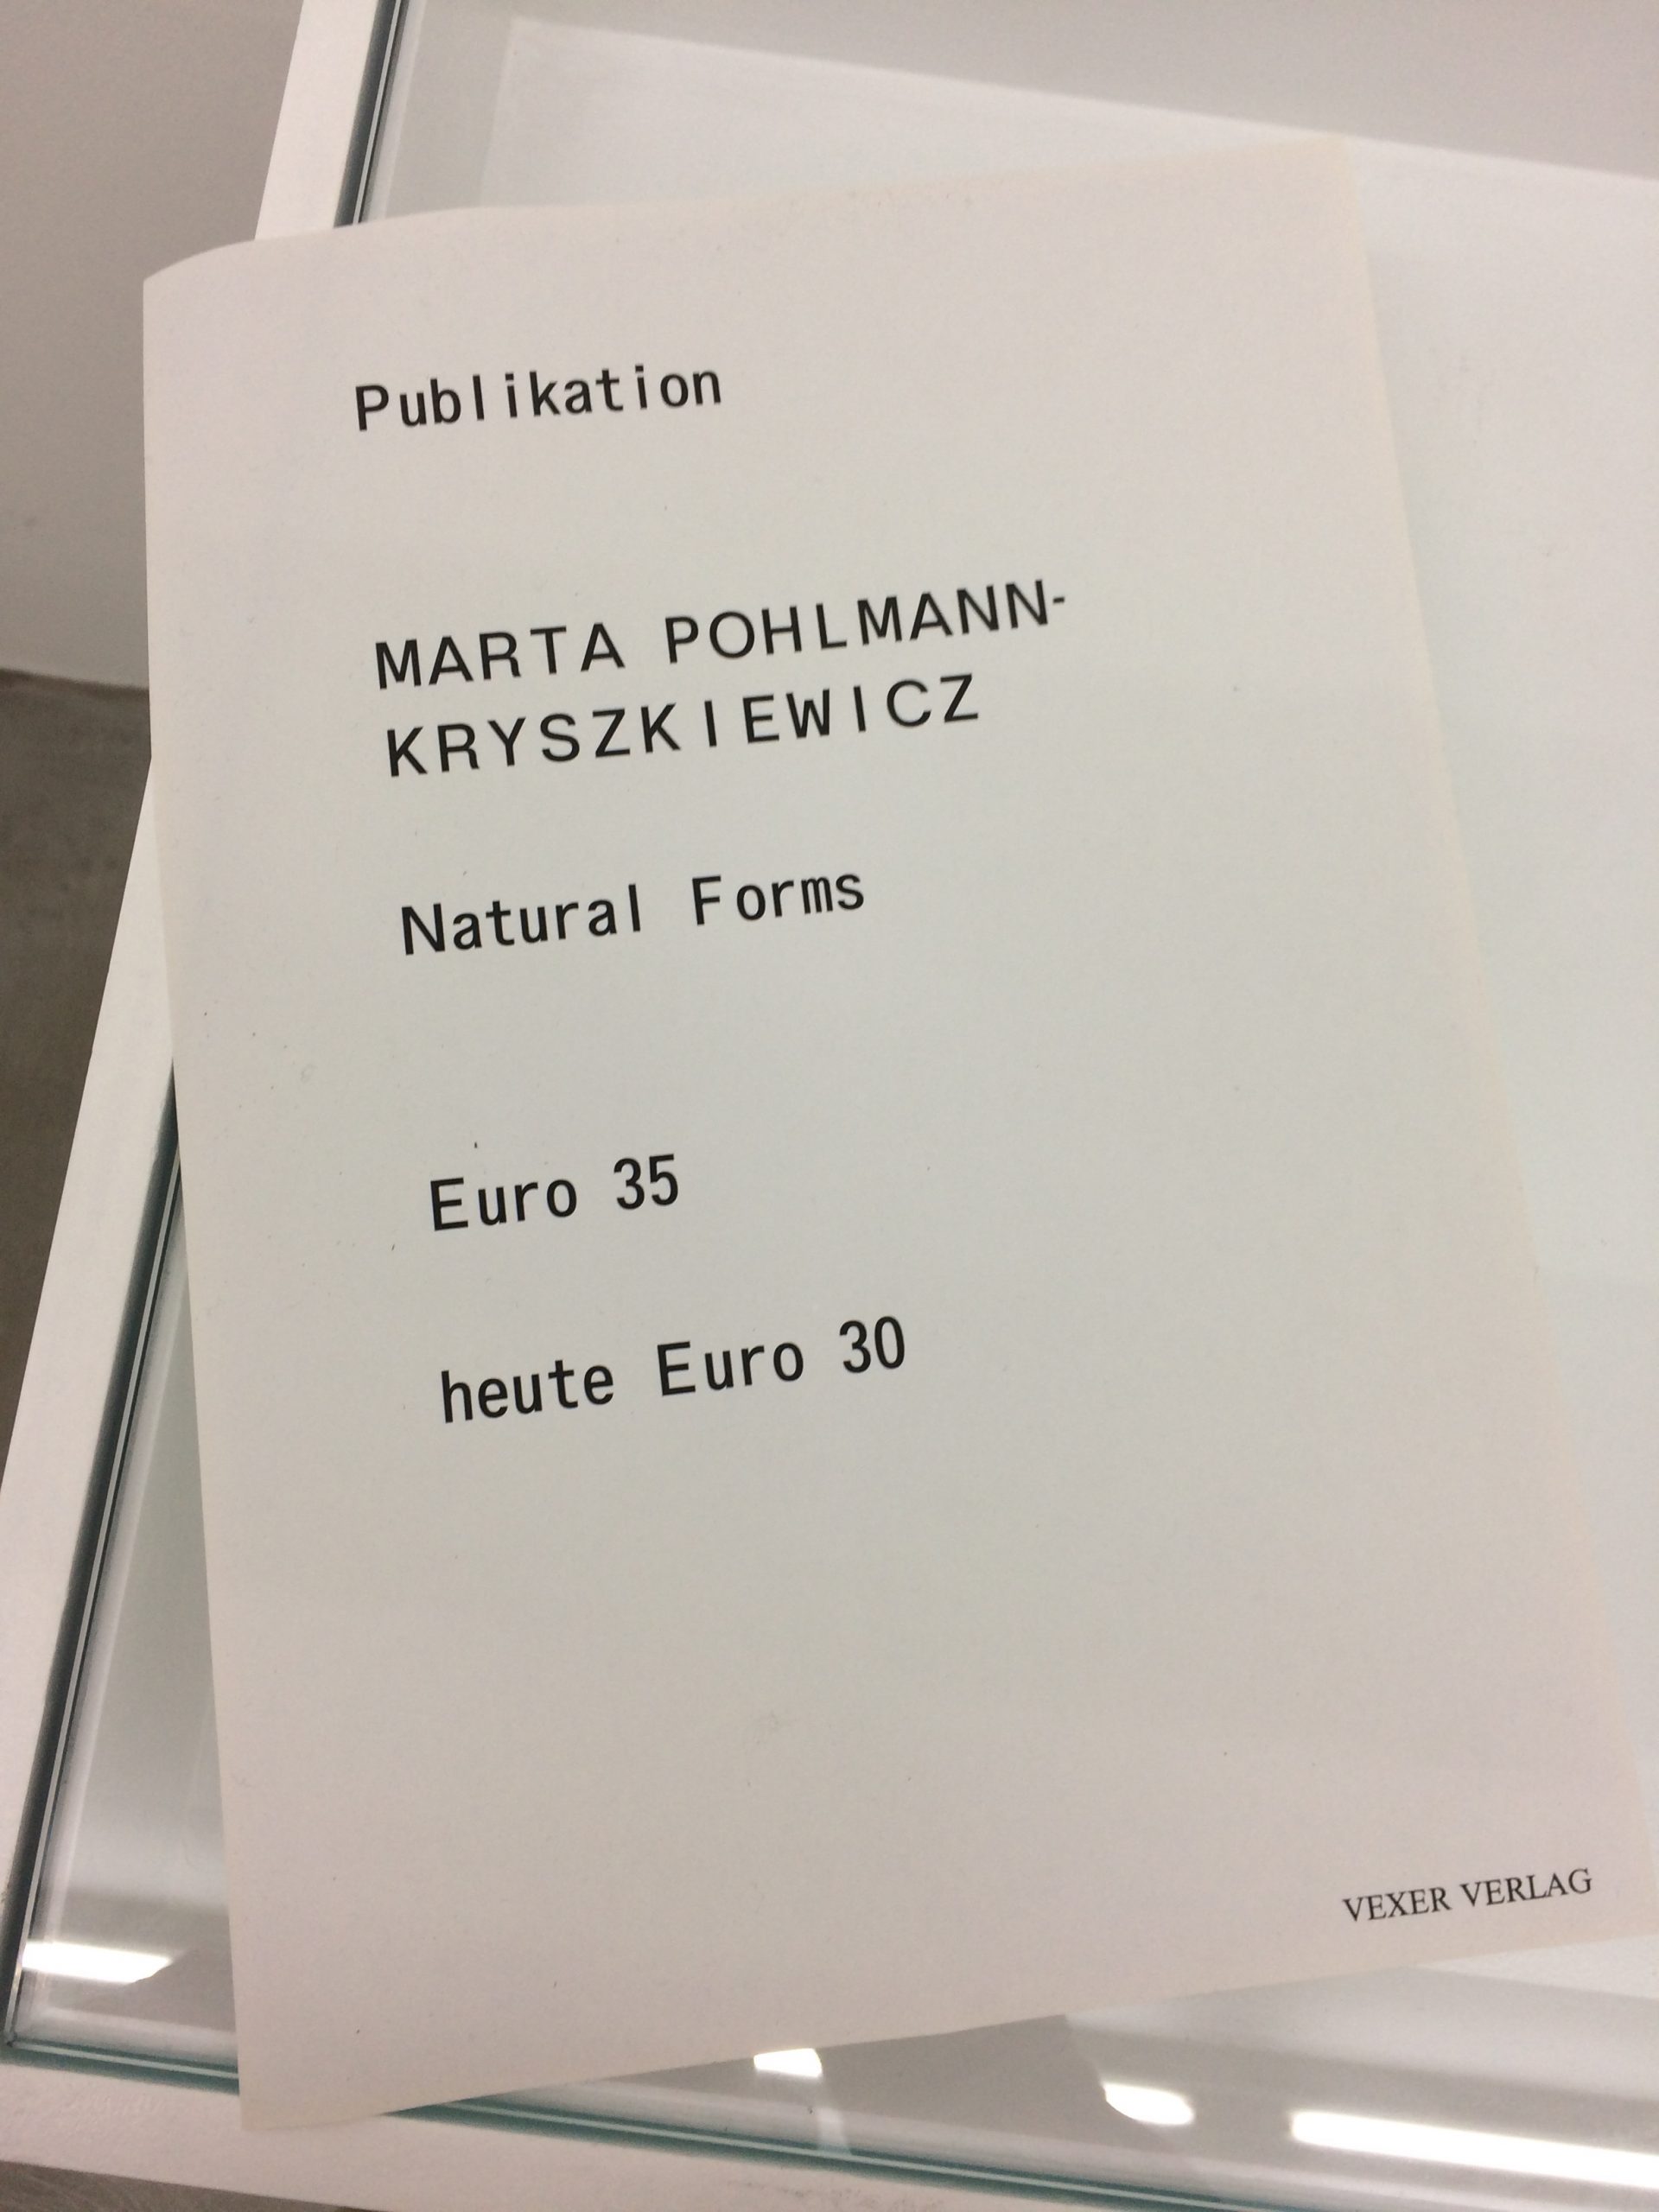 Publikation
MARTA POHLMANN-
KRYSZKIEWICZ
Natural Forms
Euro 35
heute Euro 30
VEXER VERLAG